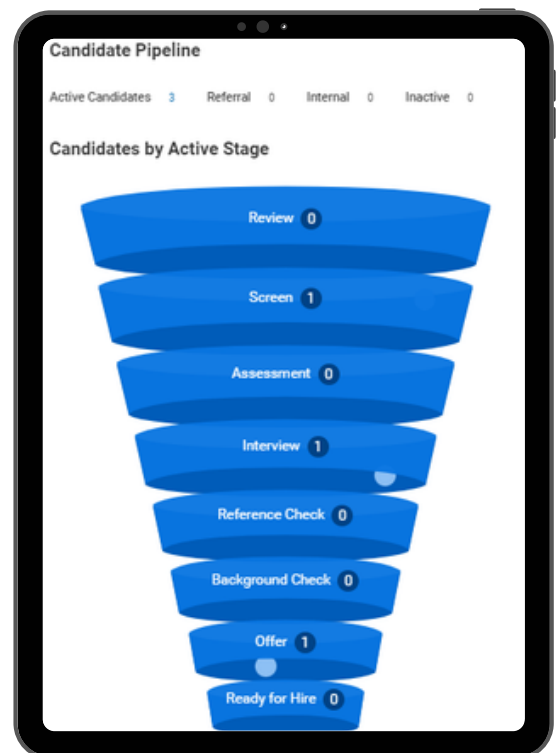 Candidate Pipeline
Active Candidates 3 Referral 0 Internal 0 Inactive 0
Candidates by Active Stage
Review 0
Screen 1
Assessment 0
Interview 1
Reference Check 0
Background Check 0
Offer 1
Ready for Hire 0